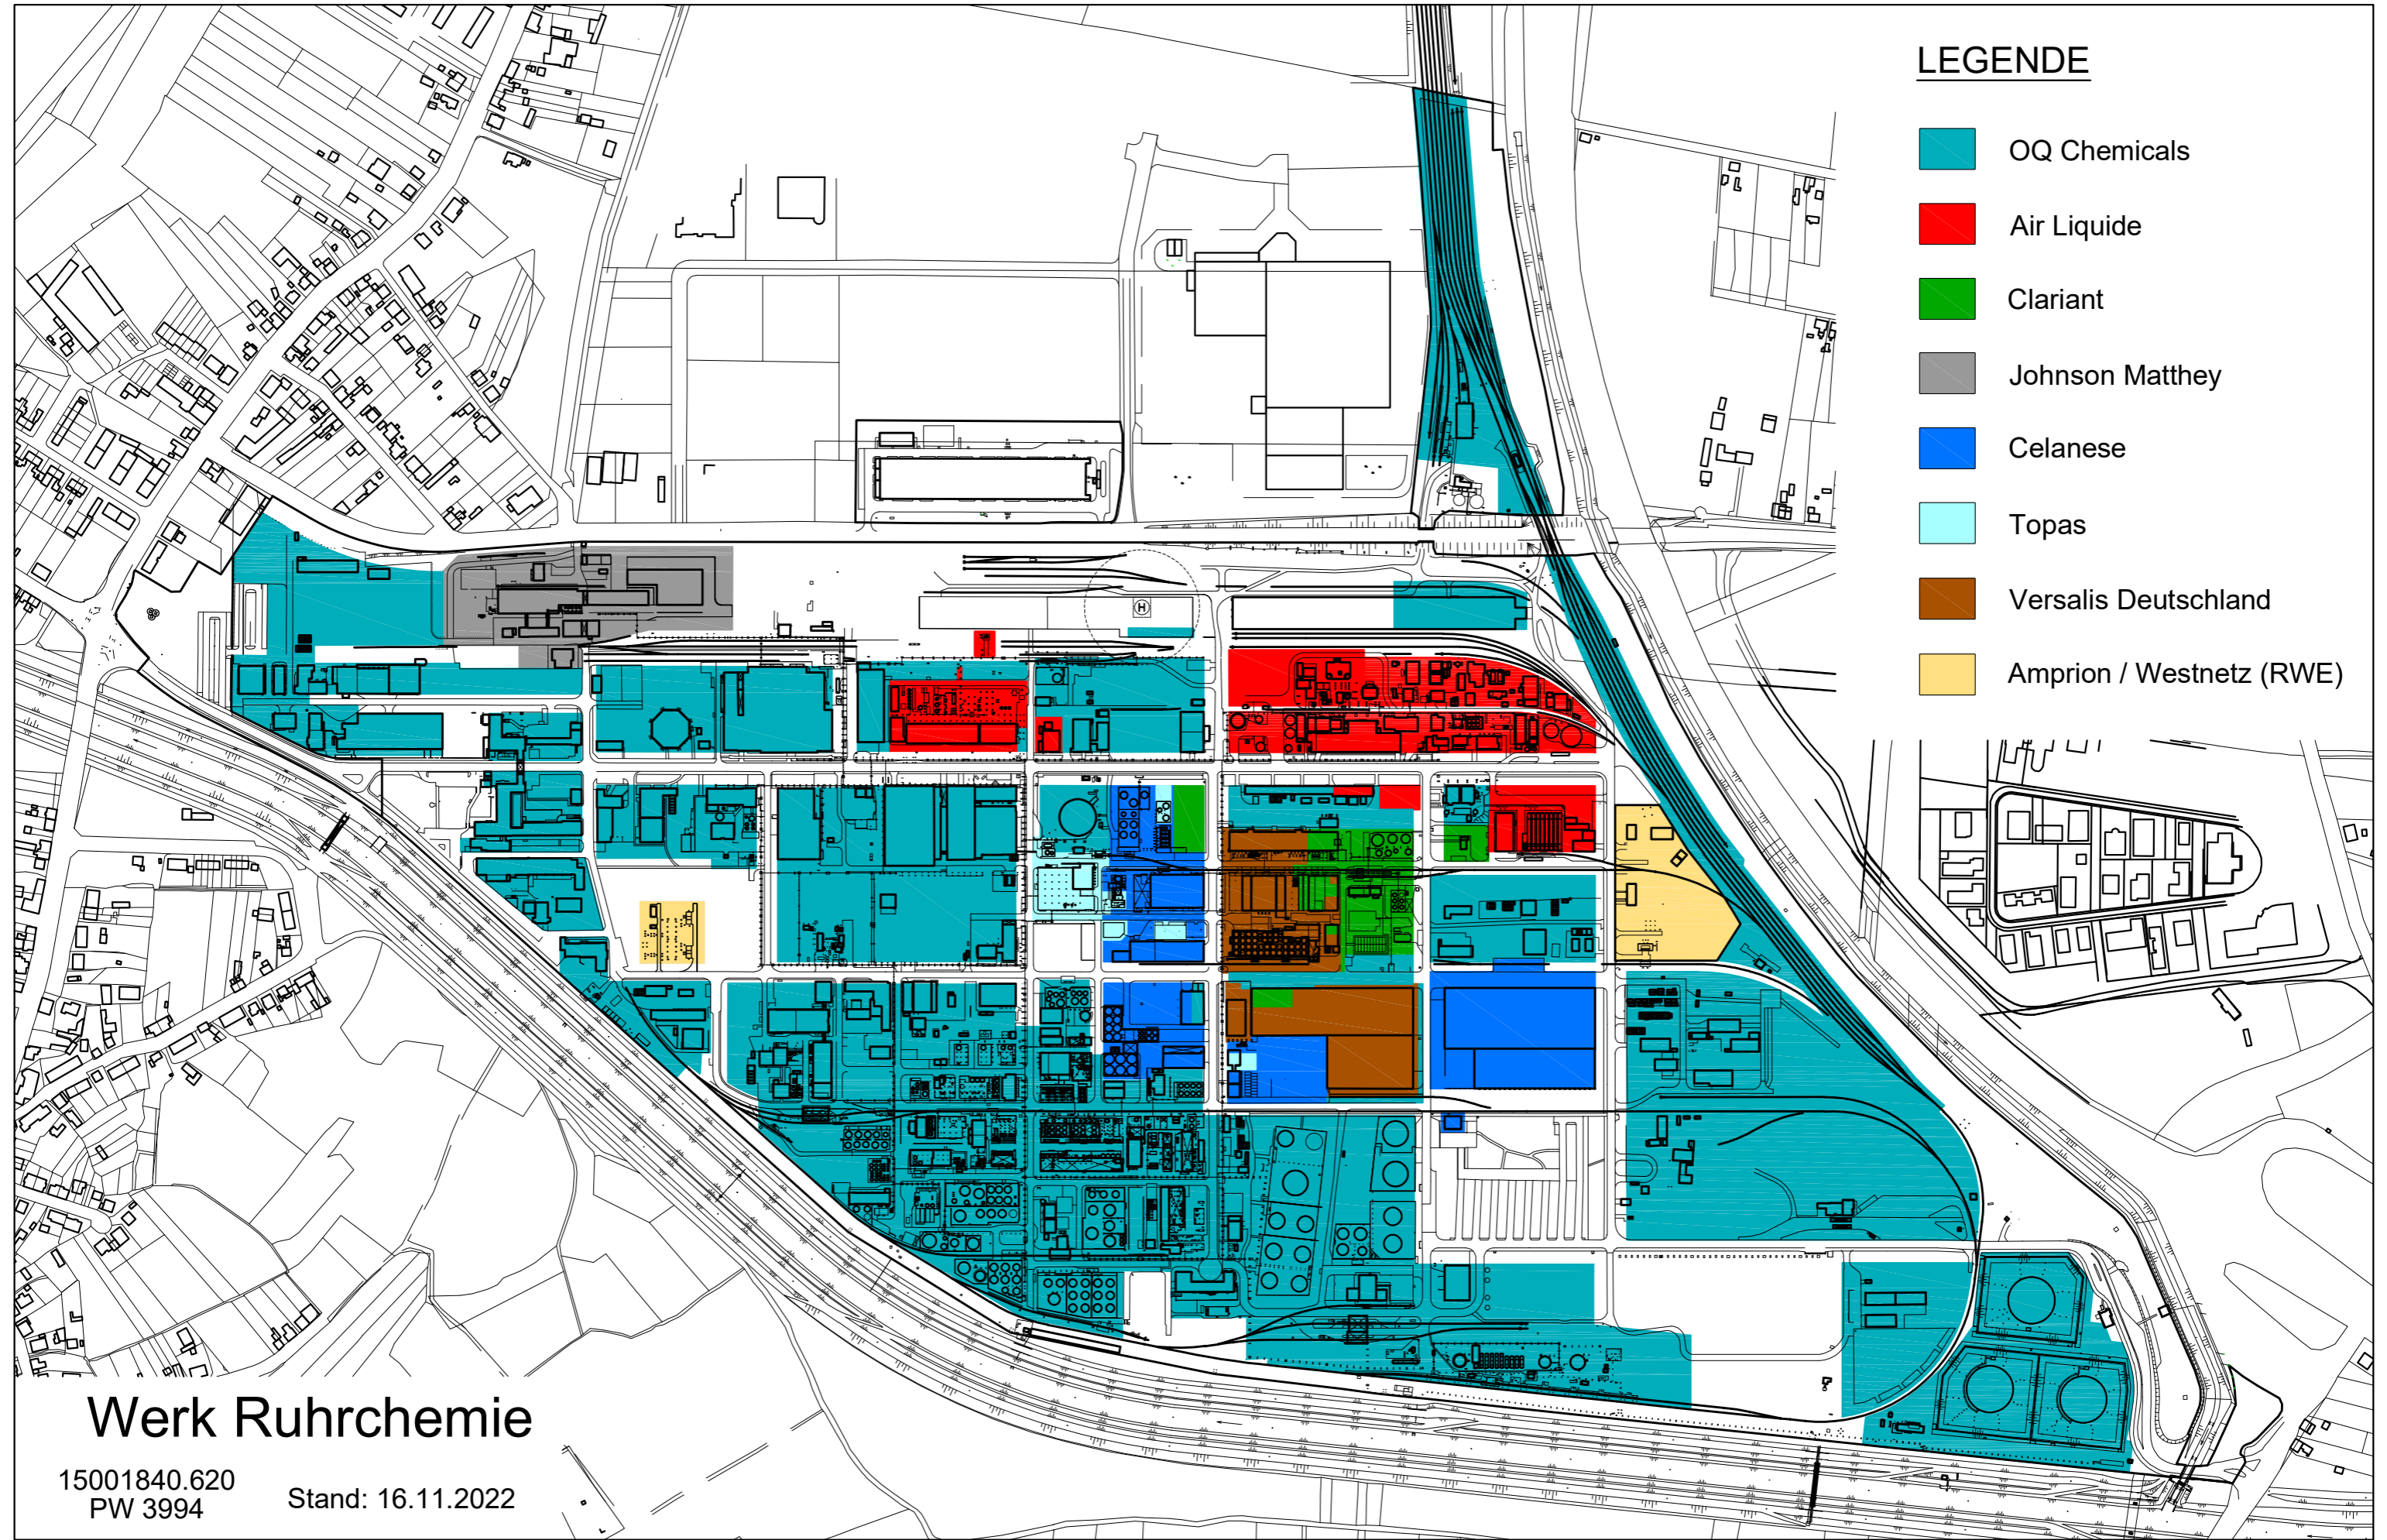 LEGENDE
OQ Chemicals
Air Liquide
Clariant
Johnson Matthey
Celanese
Topas
Versalis Deutschland
Amprion / Westnetz (RWE)
H
Werk Ruhrchemie
15001840.620
PW 3994
Stand: 16.11.2022